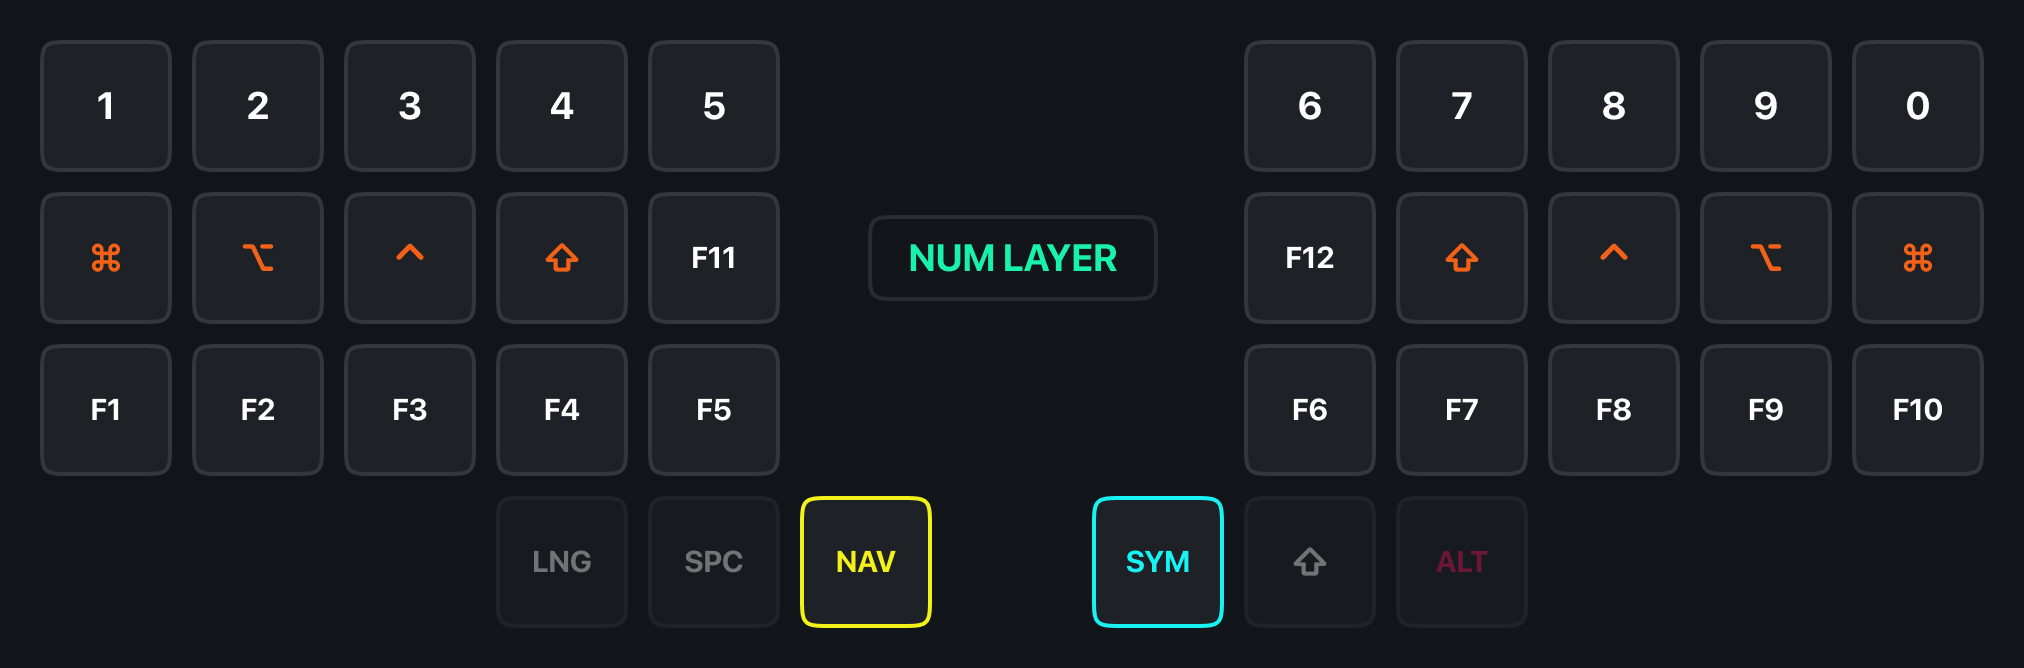 1 2 3 4 5 6 7 8 9 0
⌘ ⌥ ^ ⇧ F11 NUM LAYER F12 ⇧ ^ ⌥ ⌘
F1 F2 F3 F4 F5 F6 F7 F8 F9 F10
LNG SPC NAV SYM ⇧ ALT